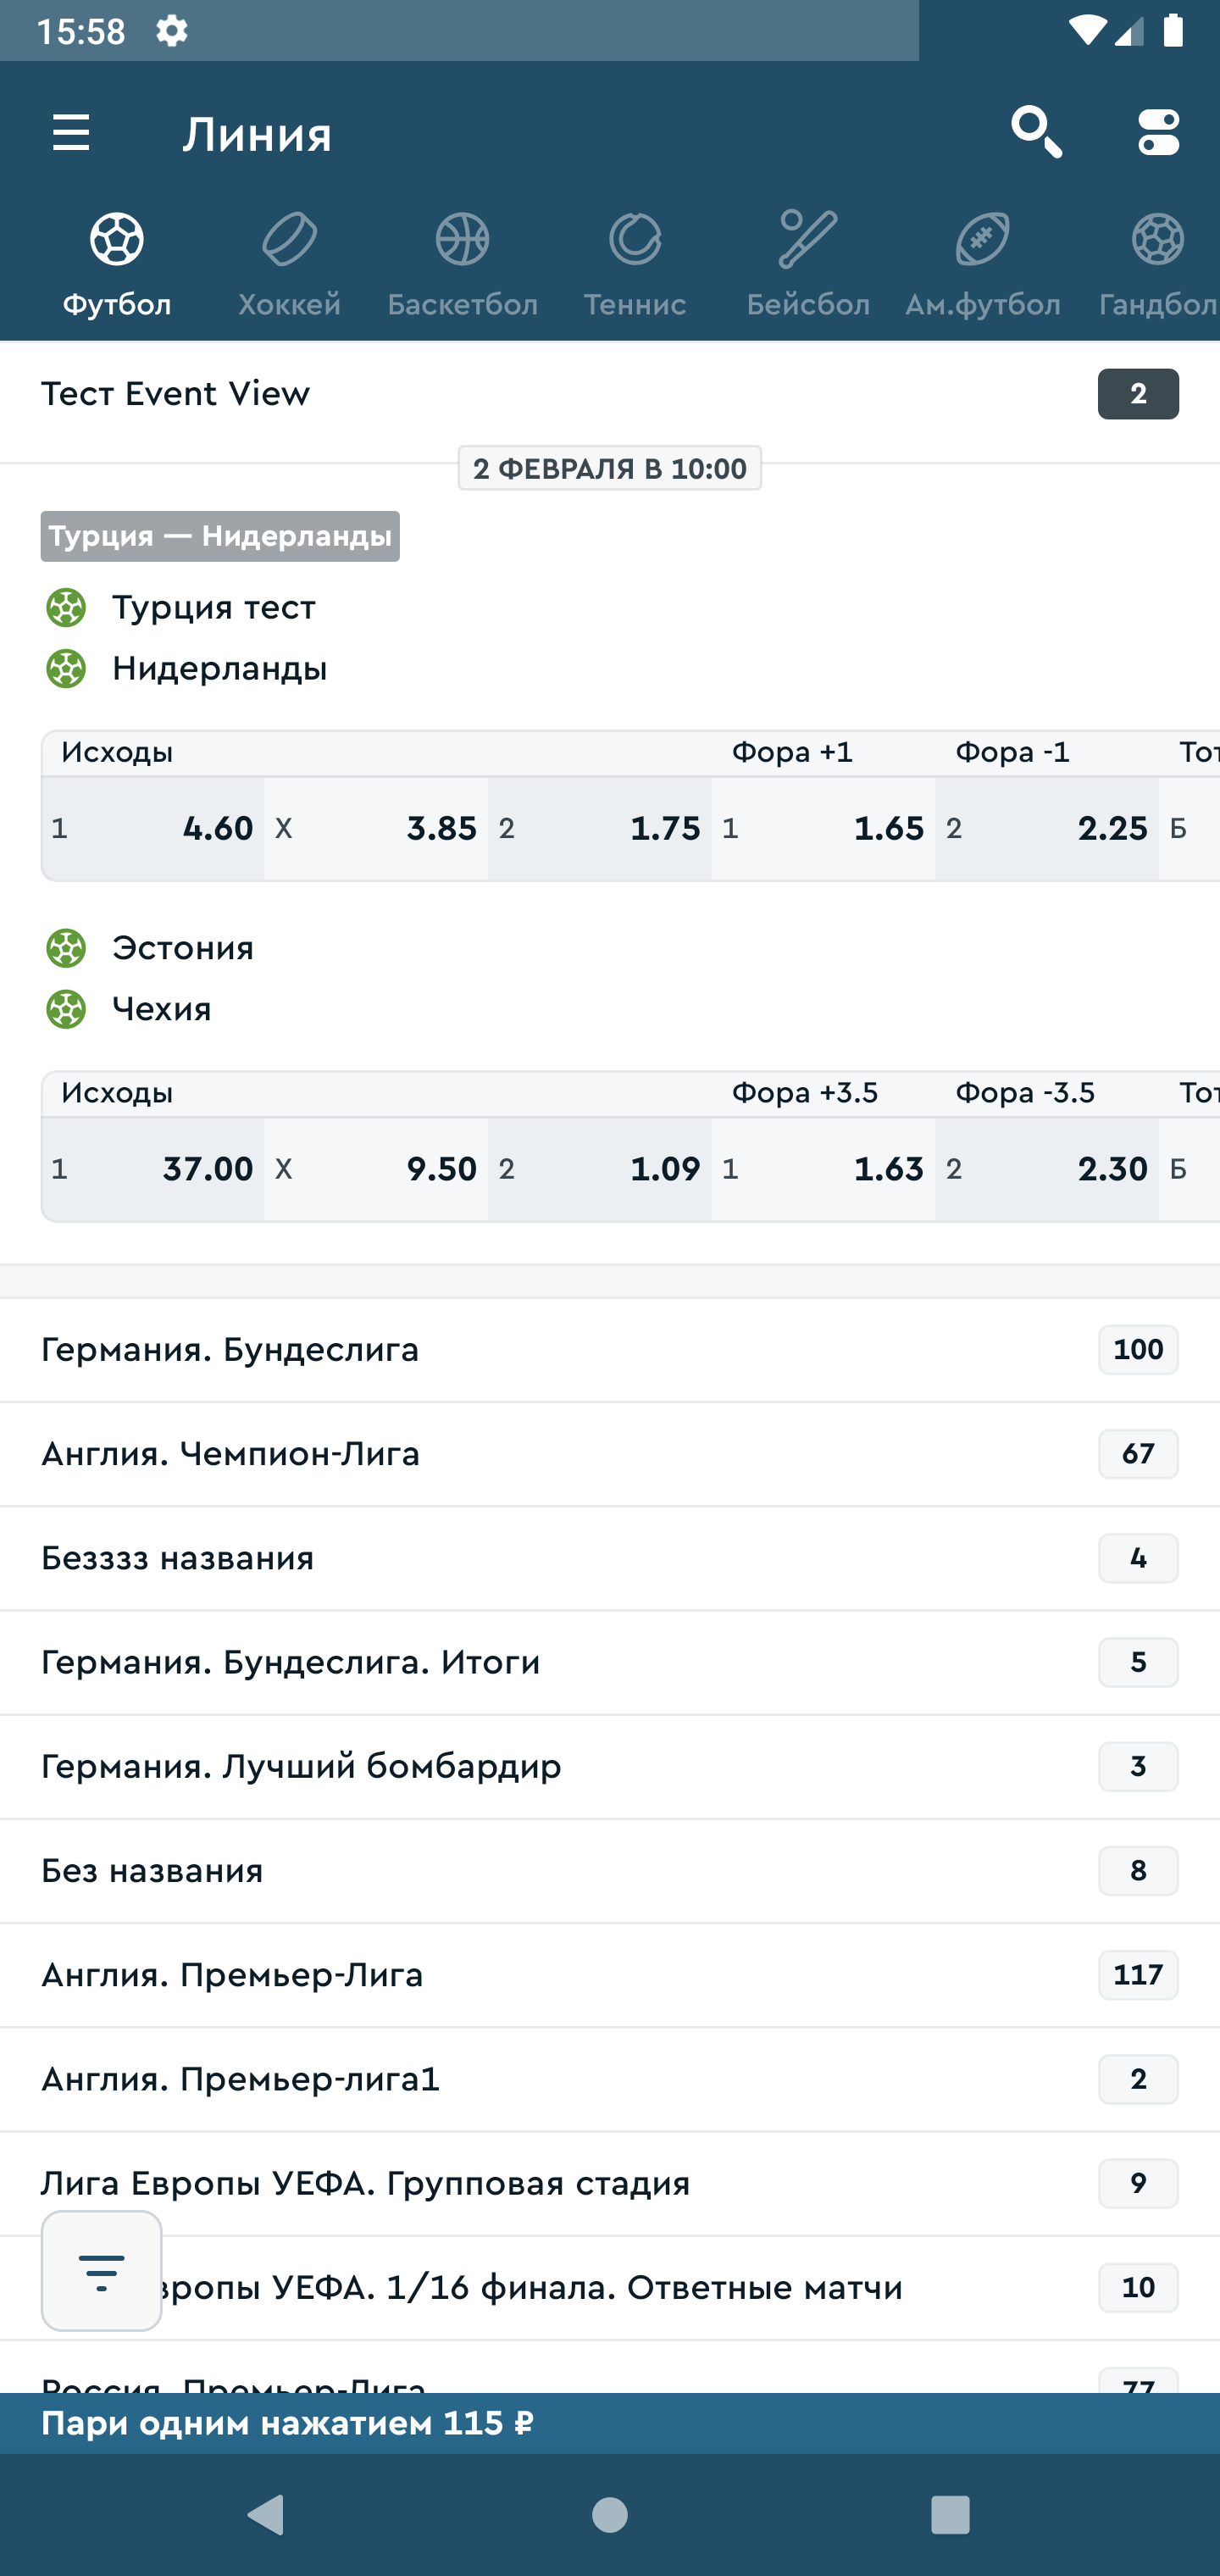 15:58
Линия
Футбол Хоккей Баскетбол Теннис Бейсбол Ам.футбол Гандбол
Тест Event View 2
2 ФЕВРАЛЯ В 10:00
Турция — Нидерланды
Турция тест
Нидерланды
Исходы Фора +1 Фора -1 Тот
1 4.60 X 3.85 2 1.75 1 1.65 2 2.25 Б
Эстония
Чехия
Исходы Фора +3.5 Фора -3.5 Тот
1 37.00 X 9.50 2 1.09 1 1.63 2 2.30 Б
Германия. Бундеслига 100
Англия. Чемпион-Лига 67
Безззз названия 4
Германия. Бундеслига. Итоги 5
Германия. Лучший бомбардир 3
Без названия 8
Англия. Премьер-Лига 117
Англия. Премьер-лига1 2
Лига Европы УЕФА. Групповая стадия 9
вропы УЕФА. 1/16 финала. Ответные матчи 10
Россия. Премьер-Лига 77
Пари одним нажатием 115 ₽